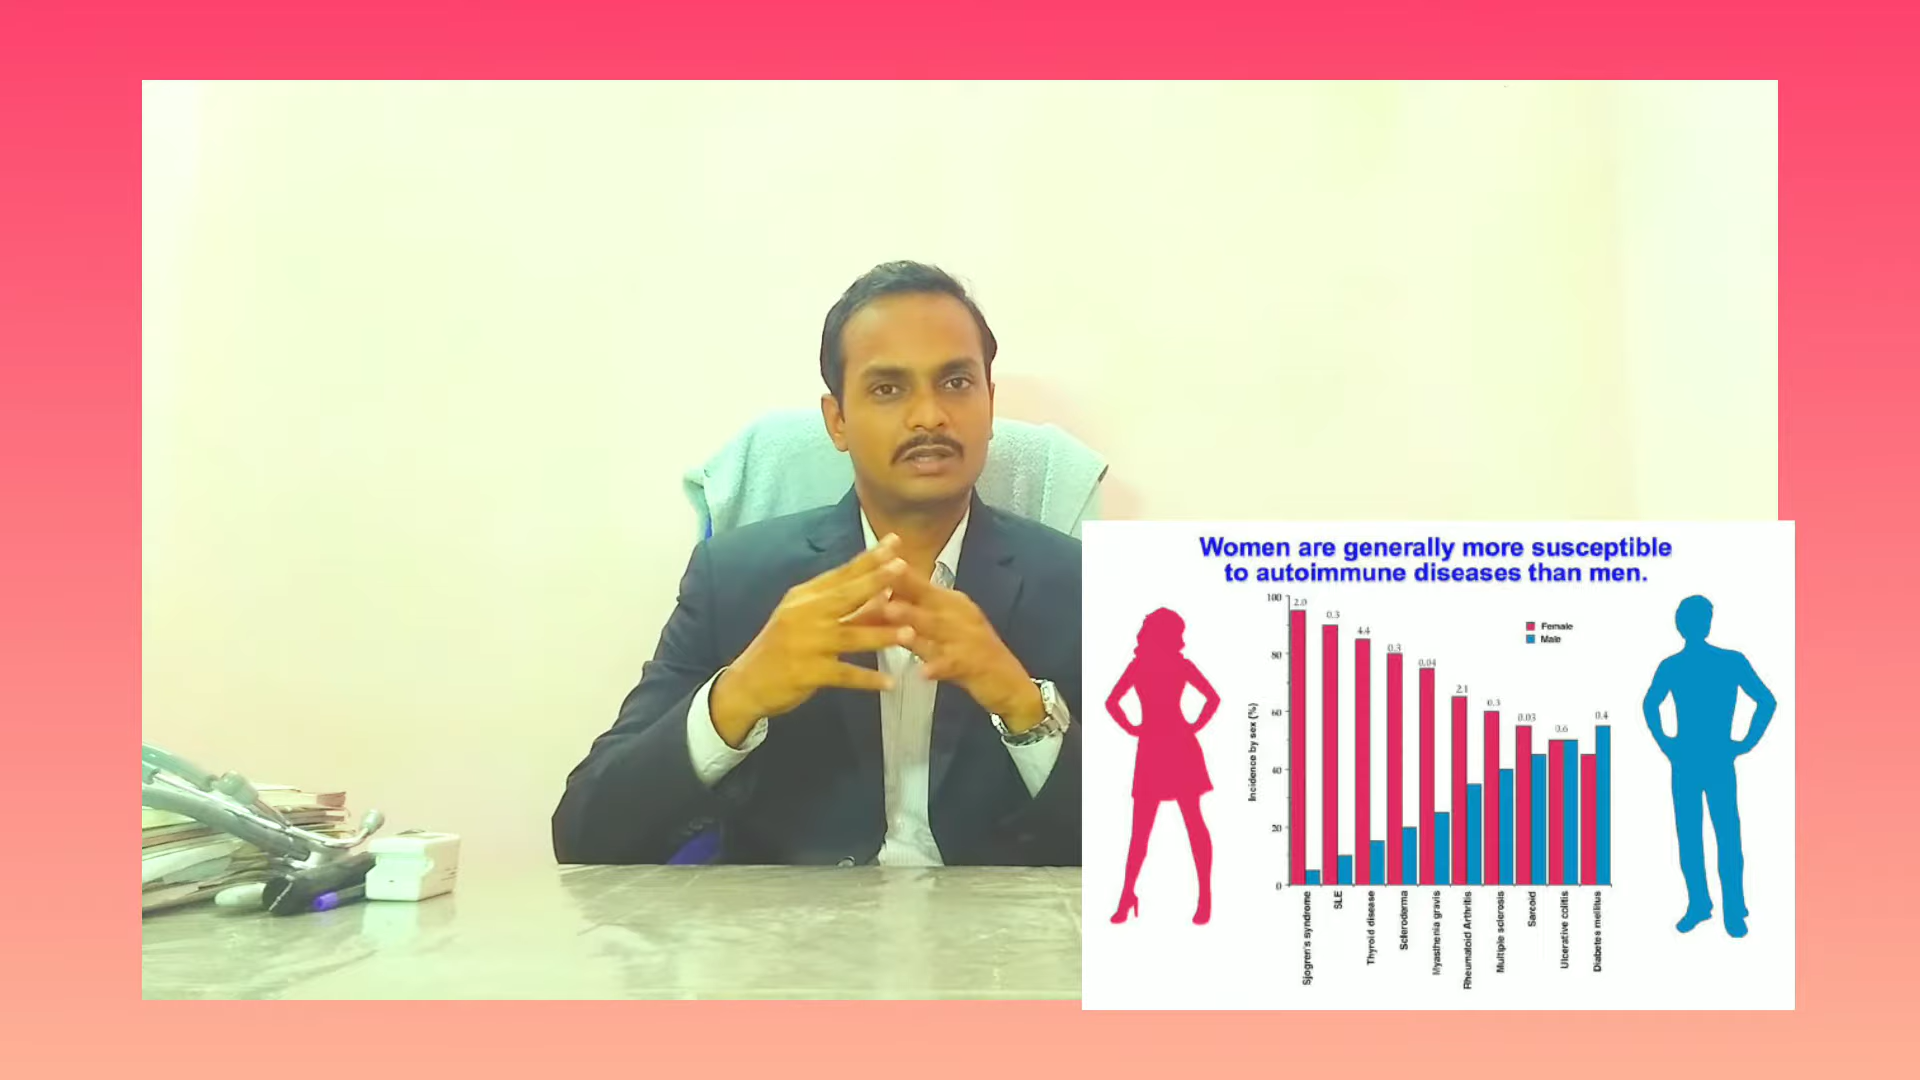 Women are generally more susceptible
to autoimmune diseases than men.
100
80
60
40
20
0
Incidence by sex (%)
2.0
0.3
4.4
0.3
0.04
2.1
0.3
0.03
0.6
0.4
Female
Male
Sjogren's syndrome
SLE
Thyroid disease
Scleroderma
Myasthenia gravis
Rheumatoid Arthritis
Multiple sclerosis
Sarcoid
Ulcerative colitis
Diabetes mellitus